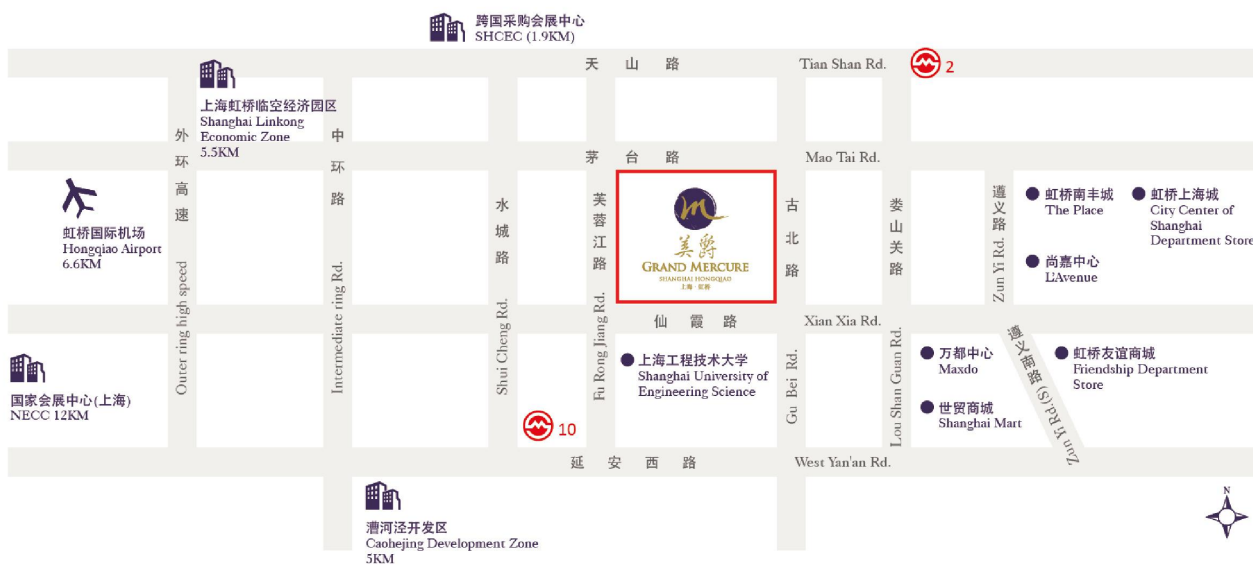 跨国采购会展中心
SHCEC (1.9KM)
天山路
Tian Shan Rd.
2
上海虹桥临空经济园区
Shanghai Linkong
Economic Zone
5.5KM
外环高速
Outer ring high speed
中环路
Intermediate ring Rd.
茅台路
Mao Tai Rd.
虹桥国际机场
Hongqiao Airport
6.6KM
水城路
Shui Cheng Rd.
芙蓉江路
Fu Rong Jiang Rd.
m
美爵
GRAND MERCURE
SHANGHAI HONGQIAO
上海·虹桥
古北路
Gu Bei Rd.
娄山关路
Lou Shan Guan Rd.
遵义路
Zun Yi Rd.
虹桥南丰城
The Place
虹桥上海城
City Center of
Shanghai
Department Store
尚嘉中心
L'Avenue
仙霞路
Xian Xia Rd.
国家会展中心(上海)
NECC 12KM
上海工程技术大学
Shanghai University of
Engineering Science
万都中心
Maxdo
世贸商城
Shanghai Mart
遵义南路
Zun Yi Rd.(S)
虹桥友谊商城
Friendship Department
Store
10
延安西路
West Yan'an Rd.
漕河泾开发区
Caohejing Development Zone
5KM
N